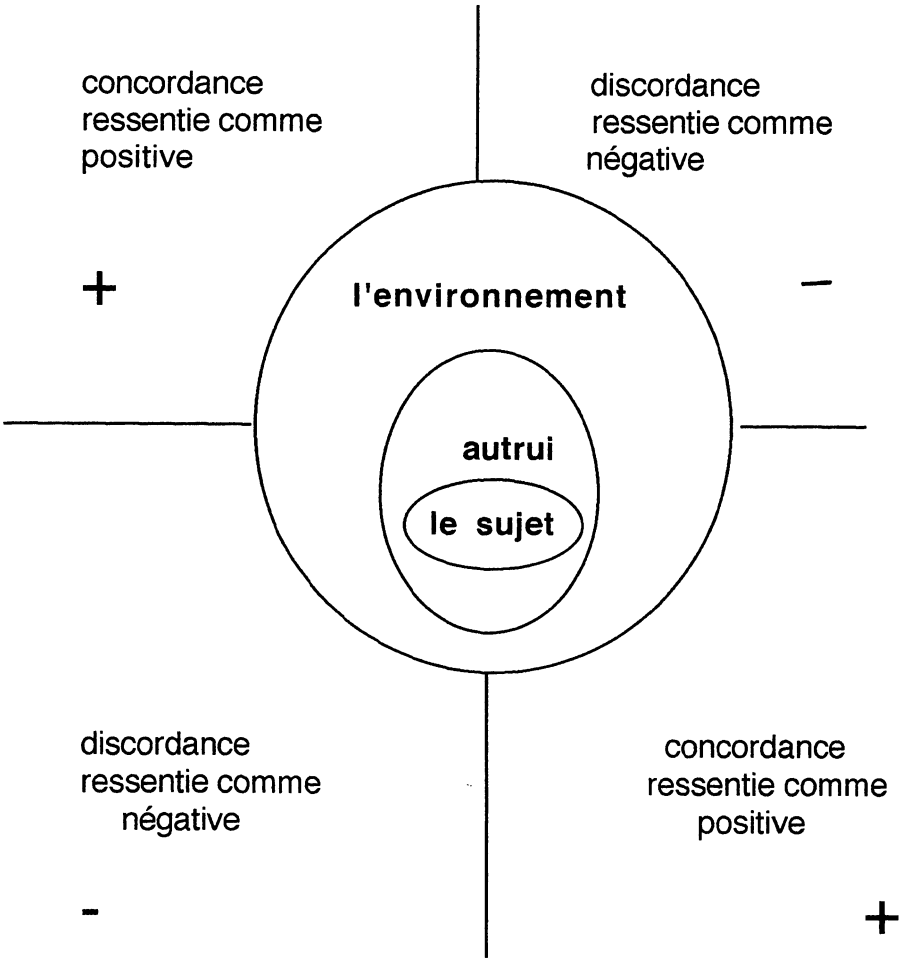 concordance
ressentie comme
positive
+
discordance
ressentie comme
négative
–
l'environnement
autrui
le sujet
discordance
ressentie comme
négative
-
concordance
ressentie comme
positive
+